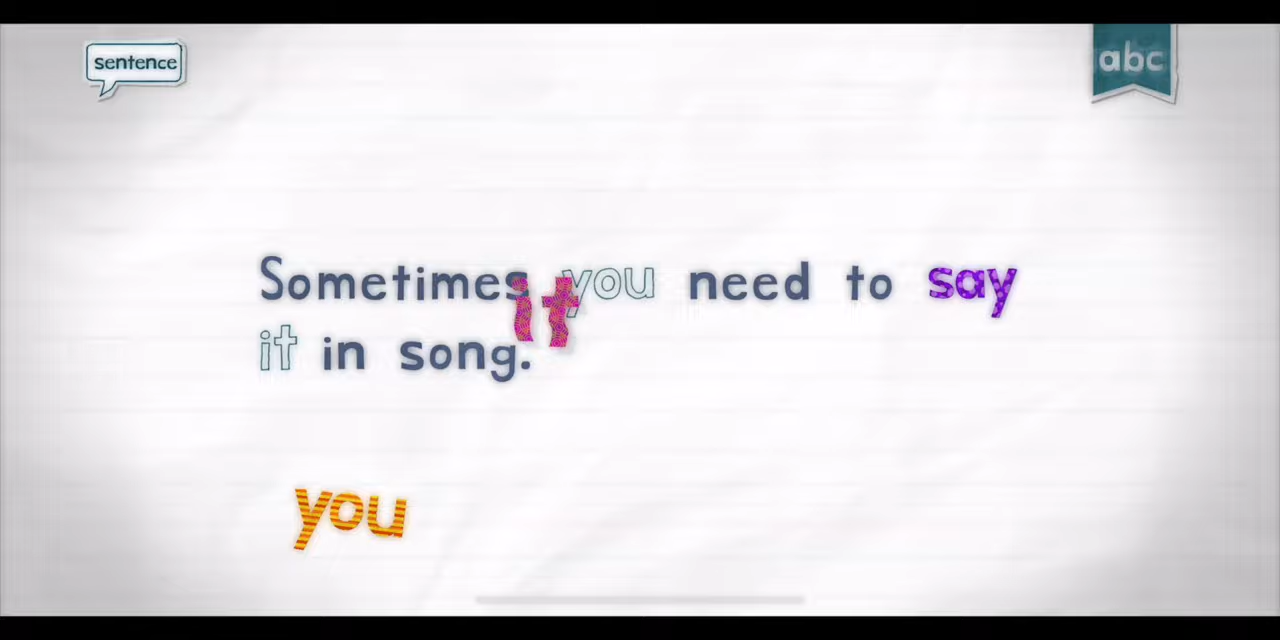 sentence
abc
Sometimes you need to say
it
it in song.
you